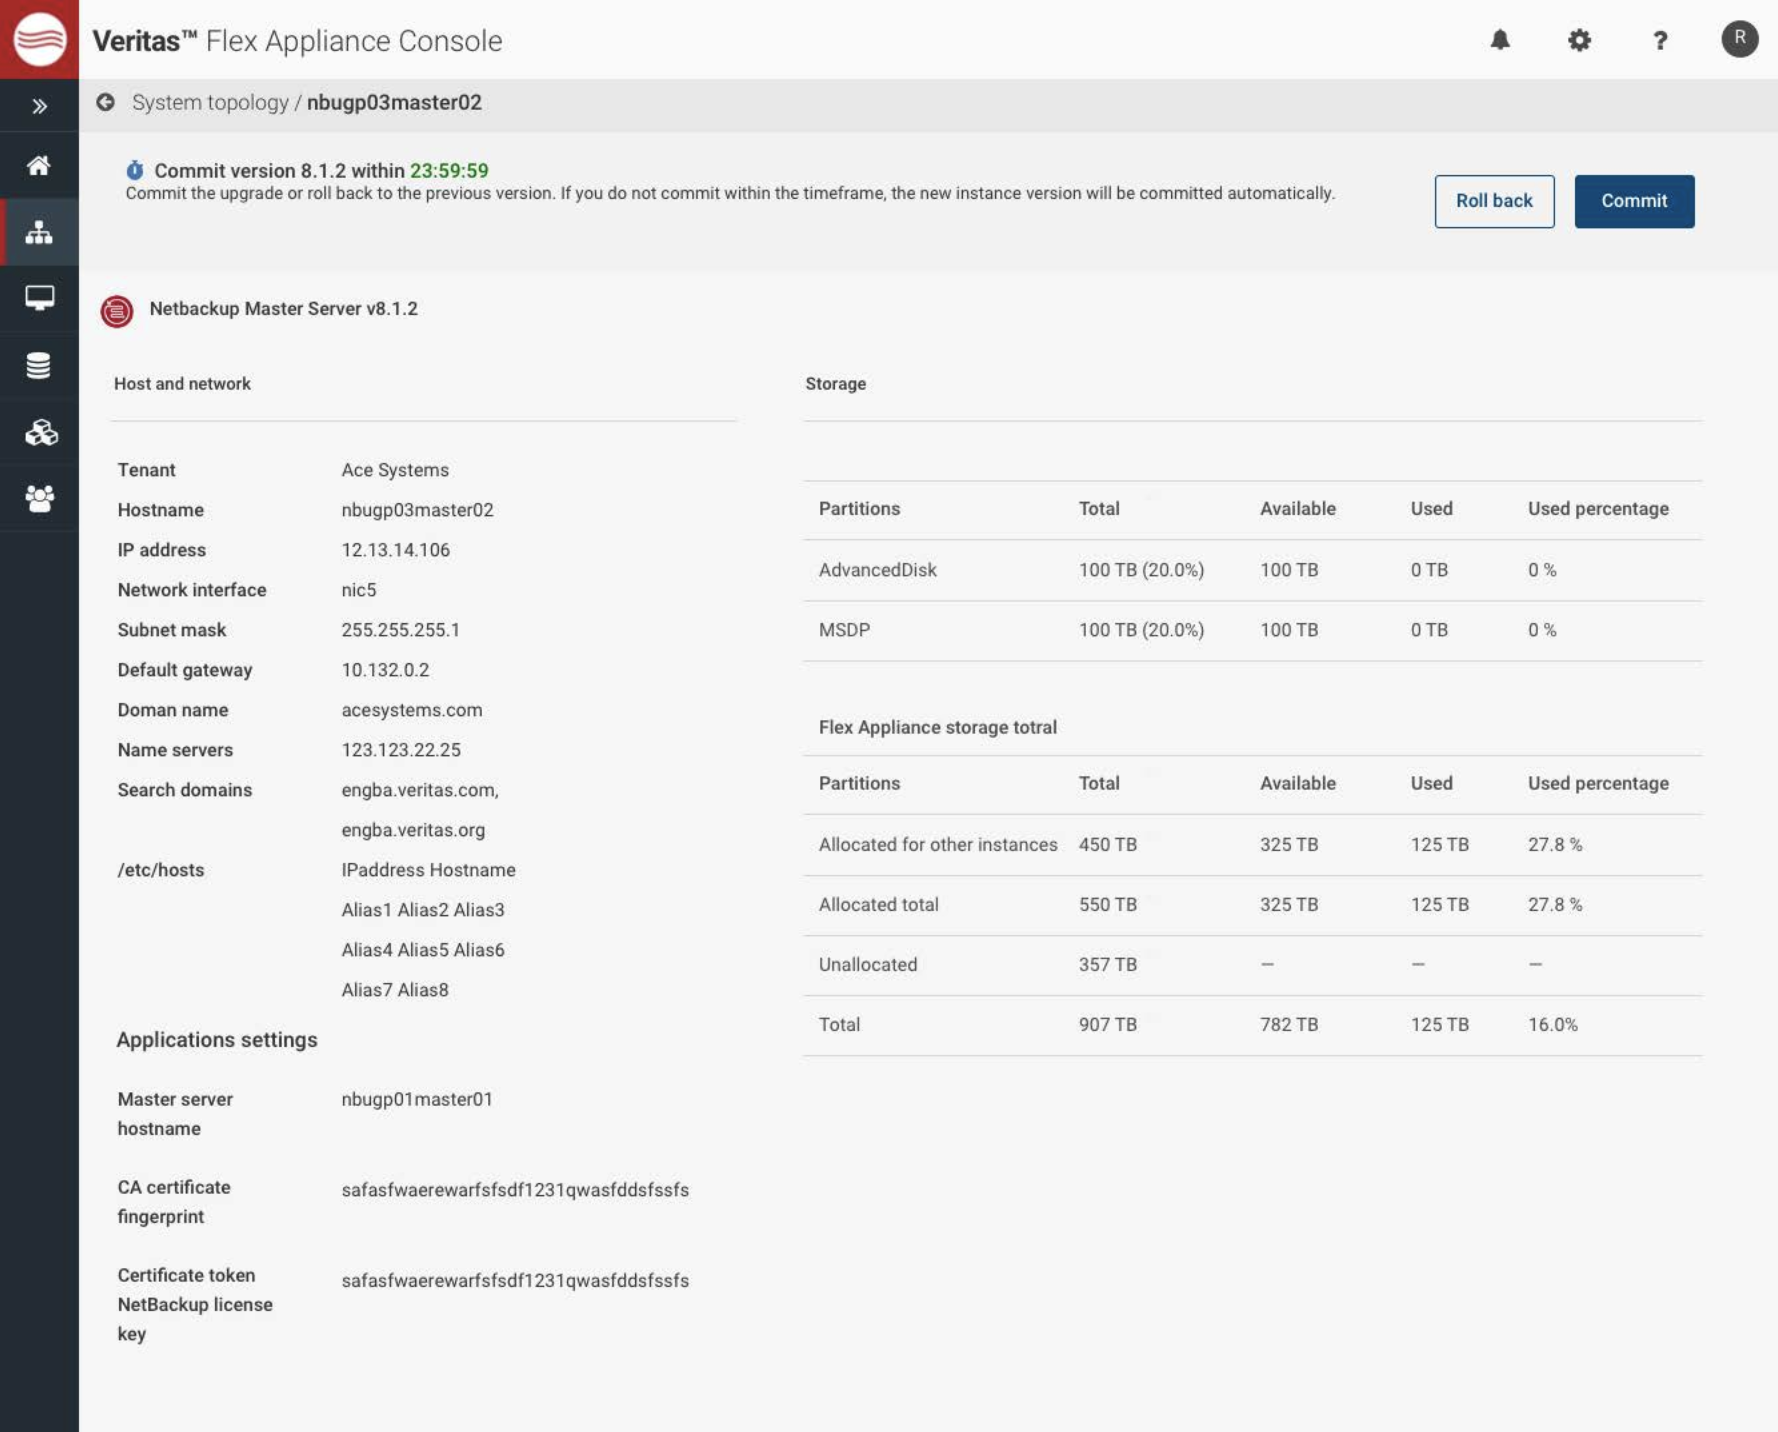 Veritas™ Flex Appliance Console
R
System topology / nbugp03master02
Commit version 8.1.2 within 23:59:59
Commit the upgrade or roll back to the previous version. If you do not commit within the timeframe, the new instance version will be committed automatically.
Roll back
Commit
Netbackup Master Server v8.1.2
Host and network
Tenant Ace Systems
Hostname nbugp03master02
IP address 12.13.14.106
Network interface nic5
Subnet mask 255.255.255.1
Default gateway 10.132.0.2
Doman name acesystems.com
Name servers 123.123.22.25
Search domains engba.veritas.com,
engba.veritas.org
/etc/hosts IPaddress Hostname
Alias1 Alias2 Alias3
Alias4 Alias5 Alias6
Alias7 Alias8
Applications settings
Master server nbugp01master01
hostname
CA certificate safasfwaerewarfsfsdf1231qwasfddsfssfs
fingerprint
Certificate token safasfwaerewarfsfsdf1231qwasfddsfssfs
NetBackup license
key
Storage
Partitions Total Available Used Used percentage
AdvancedDisk 100 TB (20.0%) 100 TB 0 TB 0 %
MSDP 100 TB (20.0%) 100 TB 0 TB 0 %
Flex Appliance storage totral
Partitions Total Available Used Used percentage
Allocated for other instances 450 TB 325 TB 125 TB 27.8 %
Allocated total 550 TB 325 TB 125 TB 27.8 %
Unallocated 357 TB – – –
Total 907 TB 782 TB 125 TB 16.0%